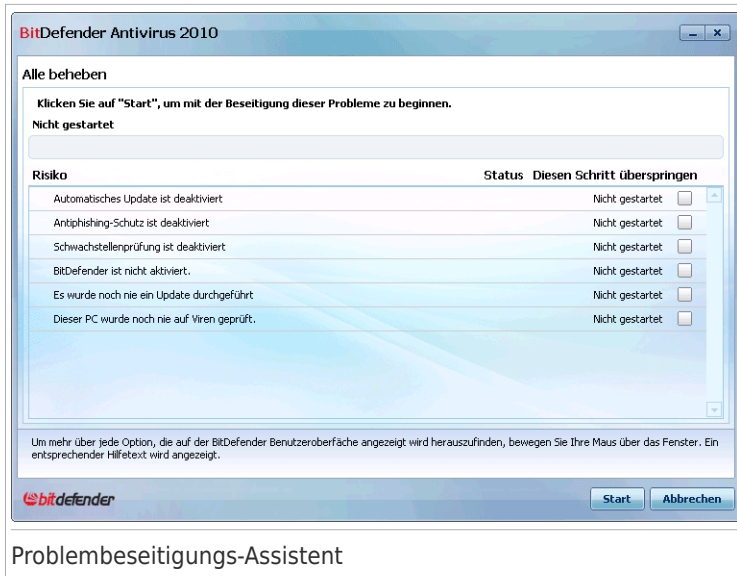 BitDefender Antivirus 2010
Alle beheben
Klicken Sie auf "Start", um mit der Beseitigung dieser Probleme zu beginnen.
Nicht gestartet
Risiko Status Diesen Schritt überspringen
Automatisches Update ist deaktiviert Nicht gestartet
Antiphishing-Schutz ist deaktiviert Nicht gestartet
Schwachstellenprüfung ist deaktiviert Nicht gestartet
BitDefender ist nicht aktiviert. Nicht gestartet
Es wurde noch nie ein Update durchgeführt Nicht gestartet
Dieser PC wurde noch nie auf Viren geprüft. Nicht gestartet
Um mehr über jede Option, die auf der BitDefender Benutzeroberfäche angezeigt wird herauszufinden, bewegen Sie Ihre Maus über das Fenster. Ein
entsprechender Hilfetext wird angezeigt.
bitdefender Start Abbrechen
Problembeseitigungs-Assistent